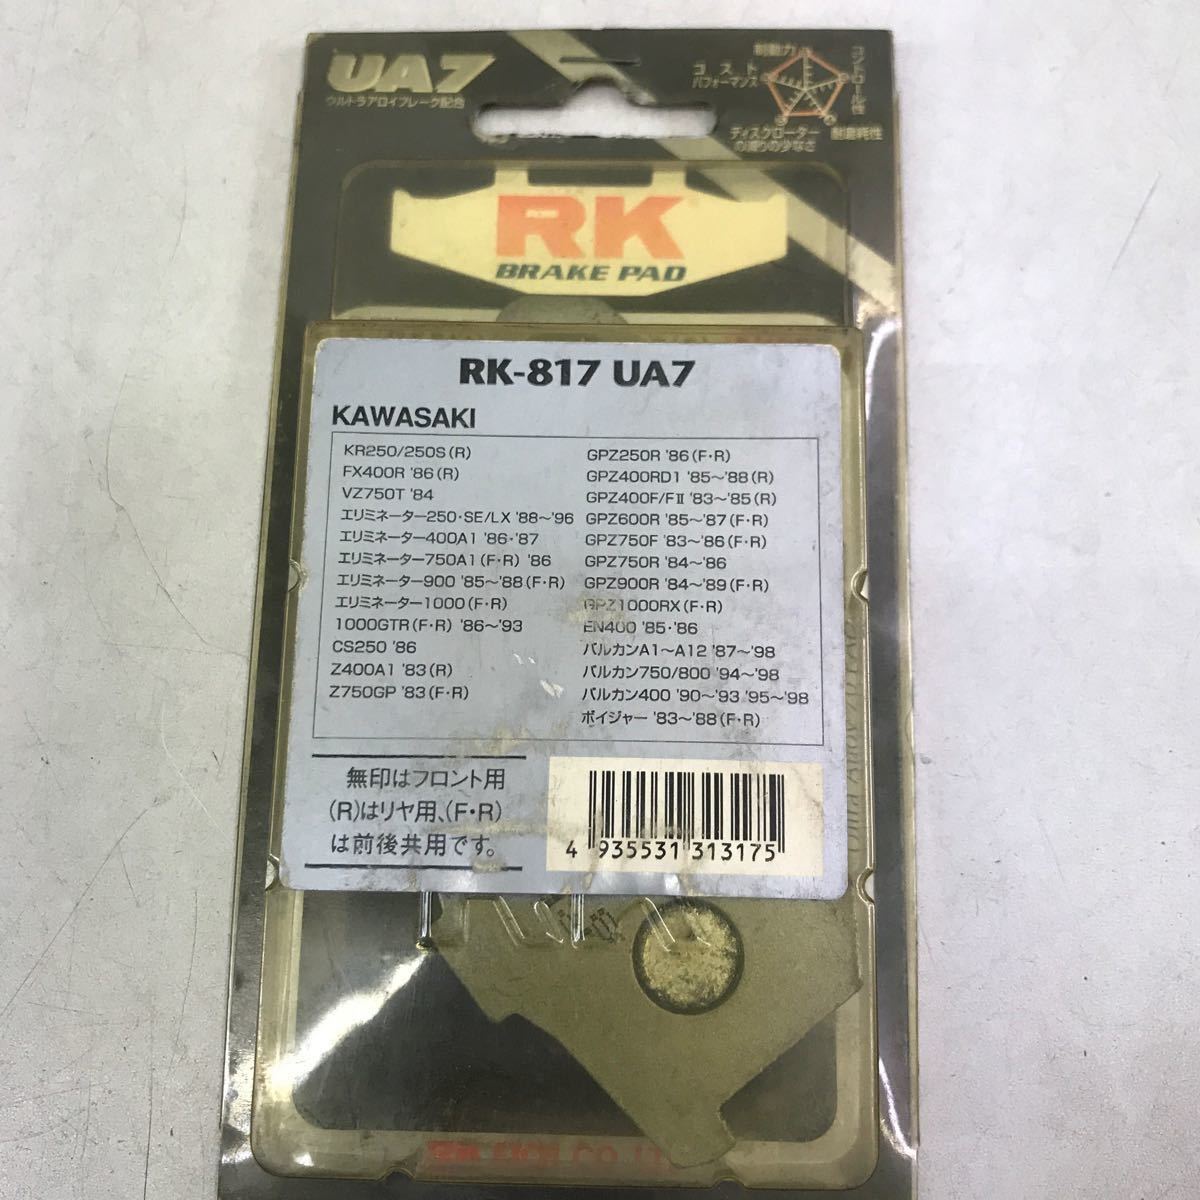 UA7
ウルトラアロイブレーク配合
制動力
コントロール性
コスト
パフォーマンス
ディスクローター
の減りの少なさ
耐磨耗性
RK
BRAKE PAD
RK-817 UA7
KAWASAKI
KR250/250S (R)
FX400R '86 (R)
VZ750T '84
エリミネーター250・SE/LX '88〜'96
エリミネーター400A1 '86・'87
エリミネーター750A1 (F・R) '86
エリミネーター900 '85〜'88 (F・R)
エリミネーター1000 (F・R)
1000GTR (F・R) '86〜'93
CS250 '86
Z400A1 '83 (R)
Z750GP '83 (F・R)
GPZ250R '86 (F・R)
GPZ400RD1 '85〜'88 (R)
GPZ400F/FⅡ '83〜'85 (R)
GPZ600R '85〜'87 (F・R)
GPZ750F '83〜'86 (F・R)
GPZ750R '84〜'86
GPZ900R '84〜'89 (F・R)
GPZ1000RX (F・R)
EN400 '85・'86
バルカンA1〜A12 '87〜'98
バルカン750/800 '94〜'98
バルカン400 '90〜'93 '95〜'98
ボイジャー '83〜'88 (F・R)
無印はフロント用
(R)はリヤ用、(F・R)
は前後共用です。
4 935531 313175